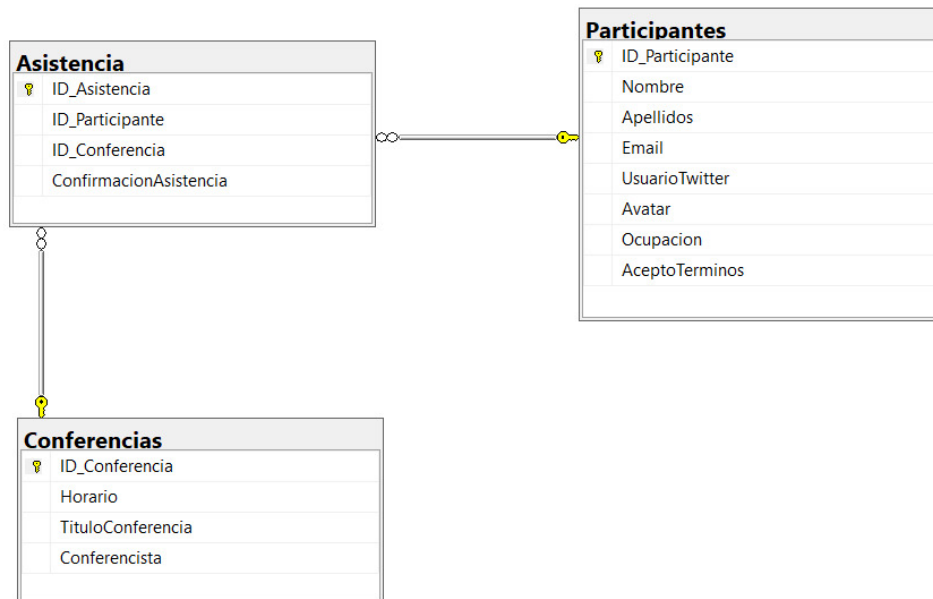 Asistencia
ID_Asistencia
ID_Participante
ID_Conferencia
ConfirmacionAsistencia
Participantes
ID_Participante
Nombre
Apellidos
Email
UsuarioTwitter
Avatar
Ocupacion
AceptoTerminos
Conferencias
ID_Conferencia
Horario
TituloConferencia
Conferencista